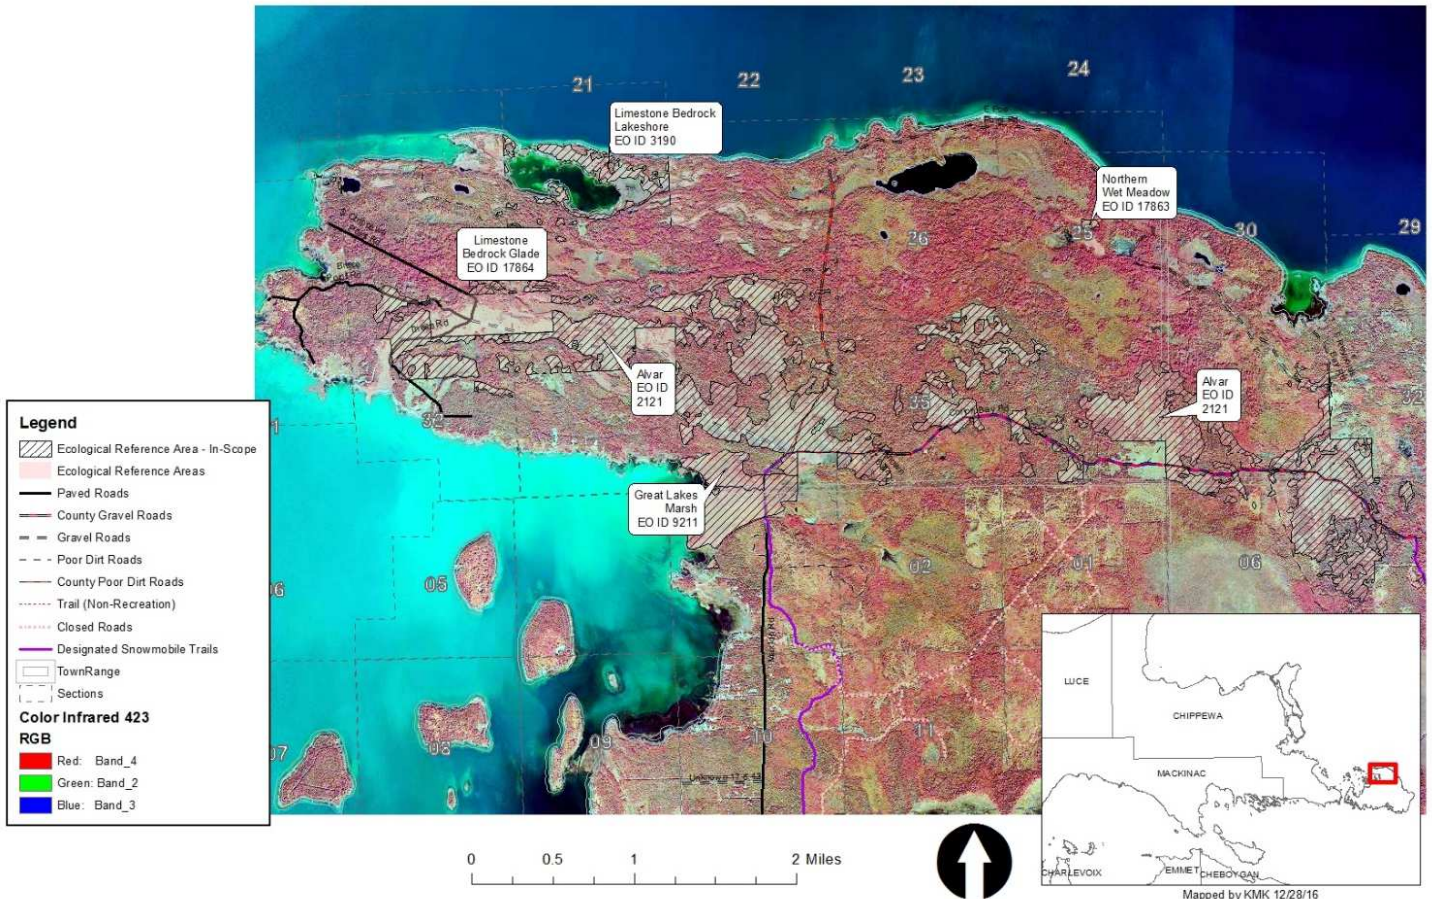 21
22
23
24
Limestone Bedrock
Lakeshore
EO ID 3190
Northern
Wet Meadow
EO ID 17863
26
25
30
29
Limestone
Bedrock Glade
EO ID 17864
Alvar
EO ID
2121
Alvar
EO ID
2121
32
35
32
Great Lakes
Marsh
EO ID 9211
05
02
01
06
08
09
10
11
07
Legend
Ecological Reference Area - In-Scope
Ecological Reference Areas
Paved Roads
County Gravel Roads
Gravel Roads
Poor Dirt Roads
County Poor Dirt Roads
Trail (Non-Recreation)
Closed Roads
Designated Snowmobile Trails
TownRange
Sections
Color Infrared 423
RGB
Red: Band_4
Green: Band_2
Blue: Band_3
0 0.5 1 2 Miles
LUCE
CHIPPEWA
MACKINAC
CHARLEVOIX
EMMET
CHEBOYGAN
Mapped by KMK 12/28/16